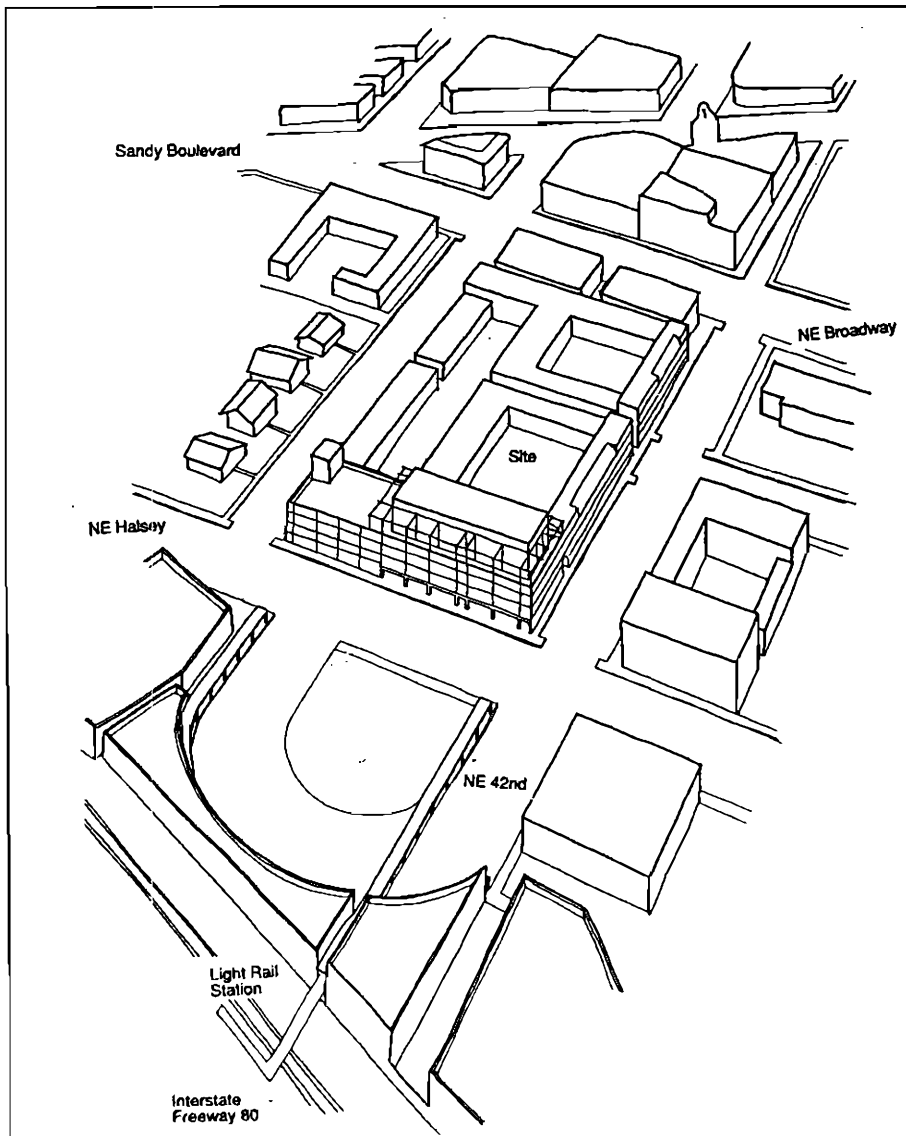 Sandy Boulevard
NE Broadway
Site
NE Halsey
NE 42nd
Light Rail
Station
Interstate
Freeway 80